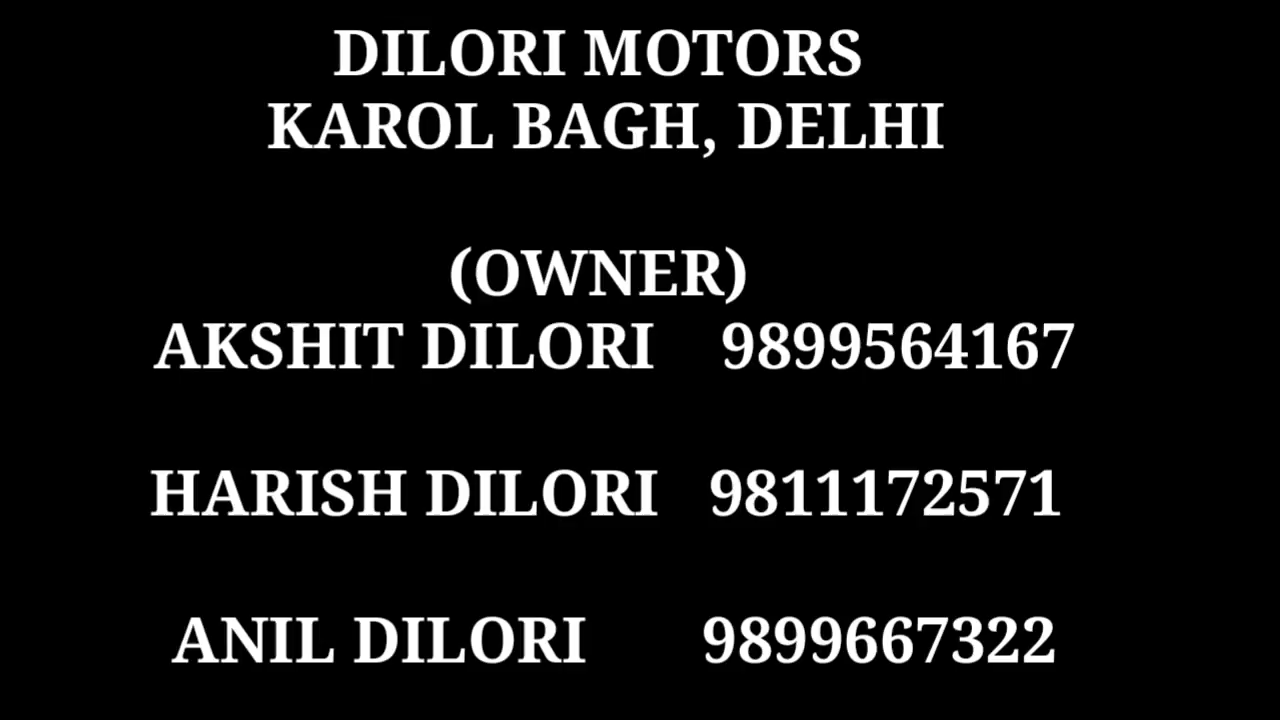 DILORI MOTORS
KAROL BAGH, DELHI
(OWNER)
AKSHIT DILORI 9899564167
HARISH DILORI 9811172571
ANIL DILORI 9899667322